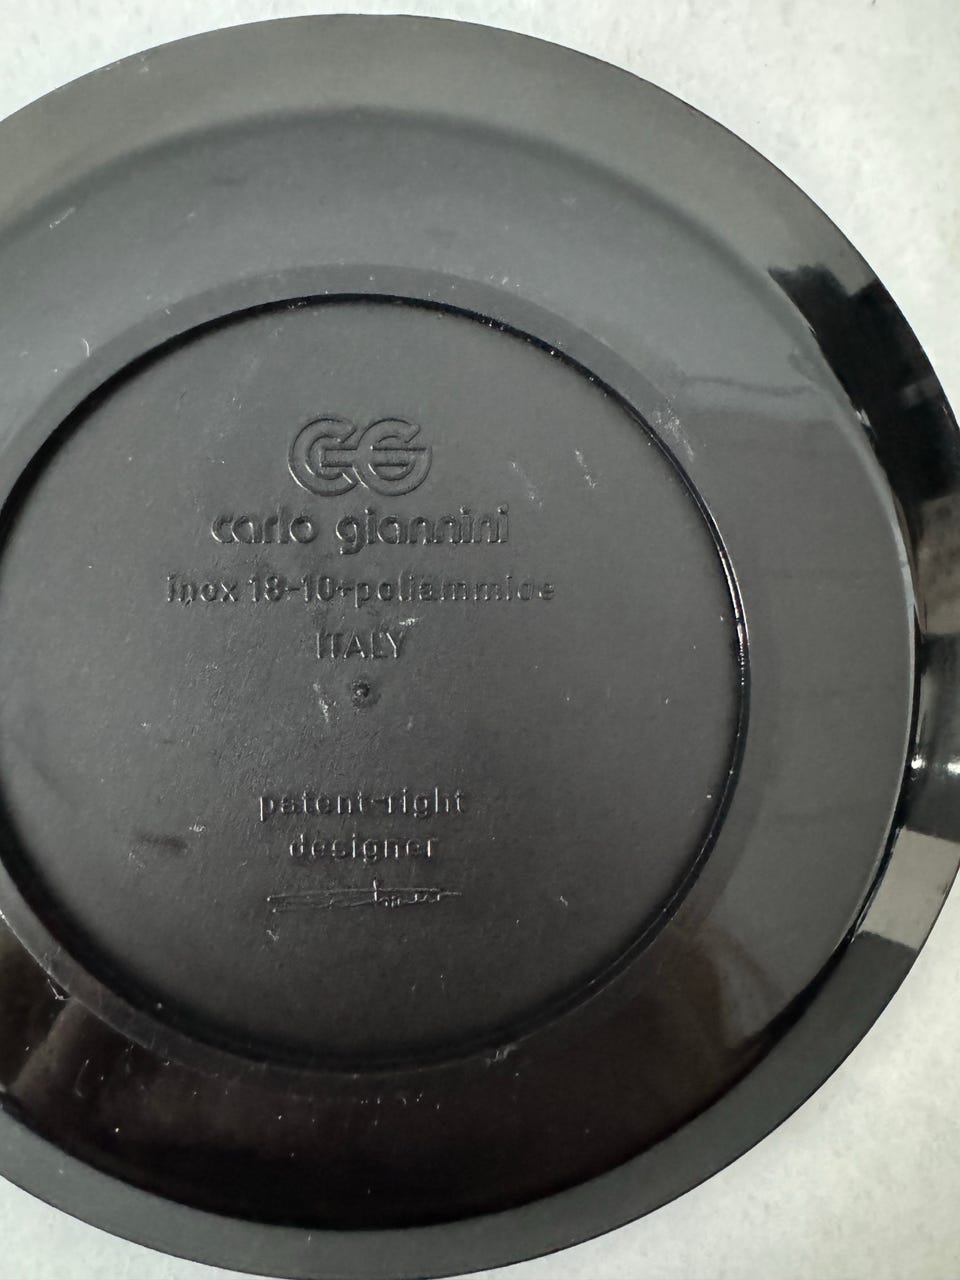 CG
carlo giannini
inox 18-10+poliammide
ITALY
patent-right
designer